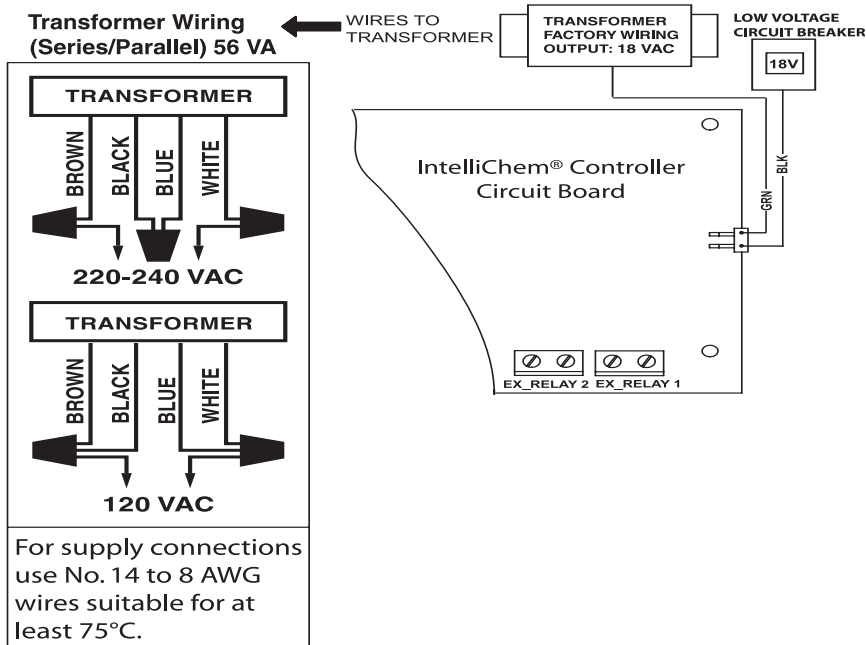 Transformer Wiring
(Series/Parallel) 56 VA
WIRES TO
TRANSFORMER
TRANSFORMER
FACTORY WIRING
OUTPUT: 18 VAC
LOW VOLTAGE
CIRCUIT BREAKER
18V
TRANSFORMER
BROWN
BLACK
BLUE
WHITE
220-240 VAC
TRANSFORMER
BROWN
BLACK
BLUE
WHITE
120 VAC
For supply connections
use No. 14 to 8 AWG
wires suitable for at
least 75°C.
IntelliChem® Controller
Circuit Board
GRN
BLK
EX_RELAY 2
EX_RELAY 1